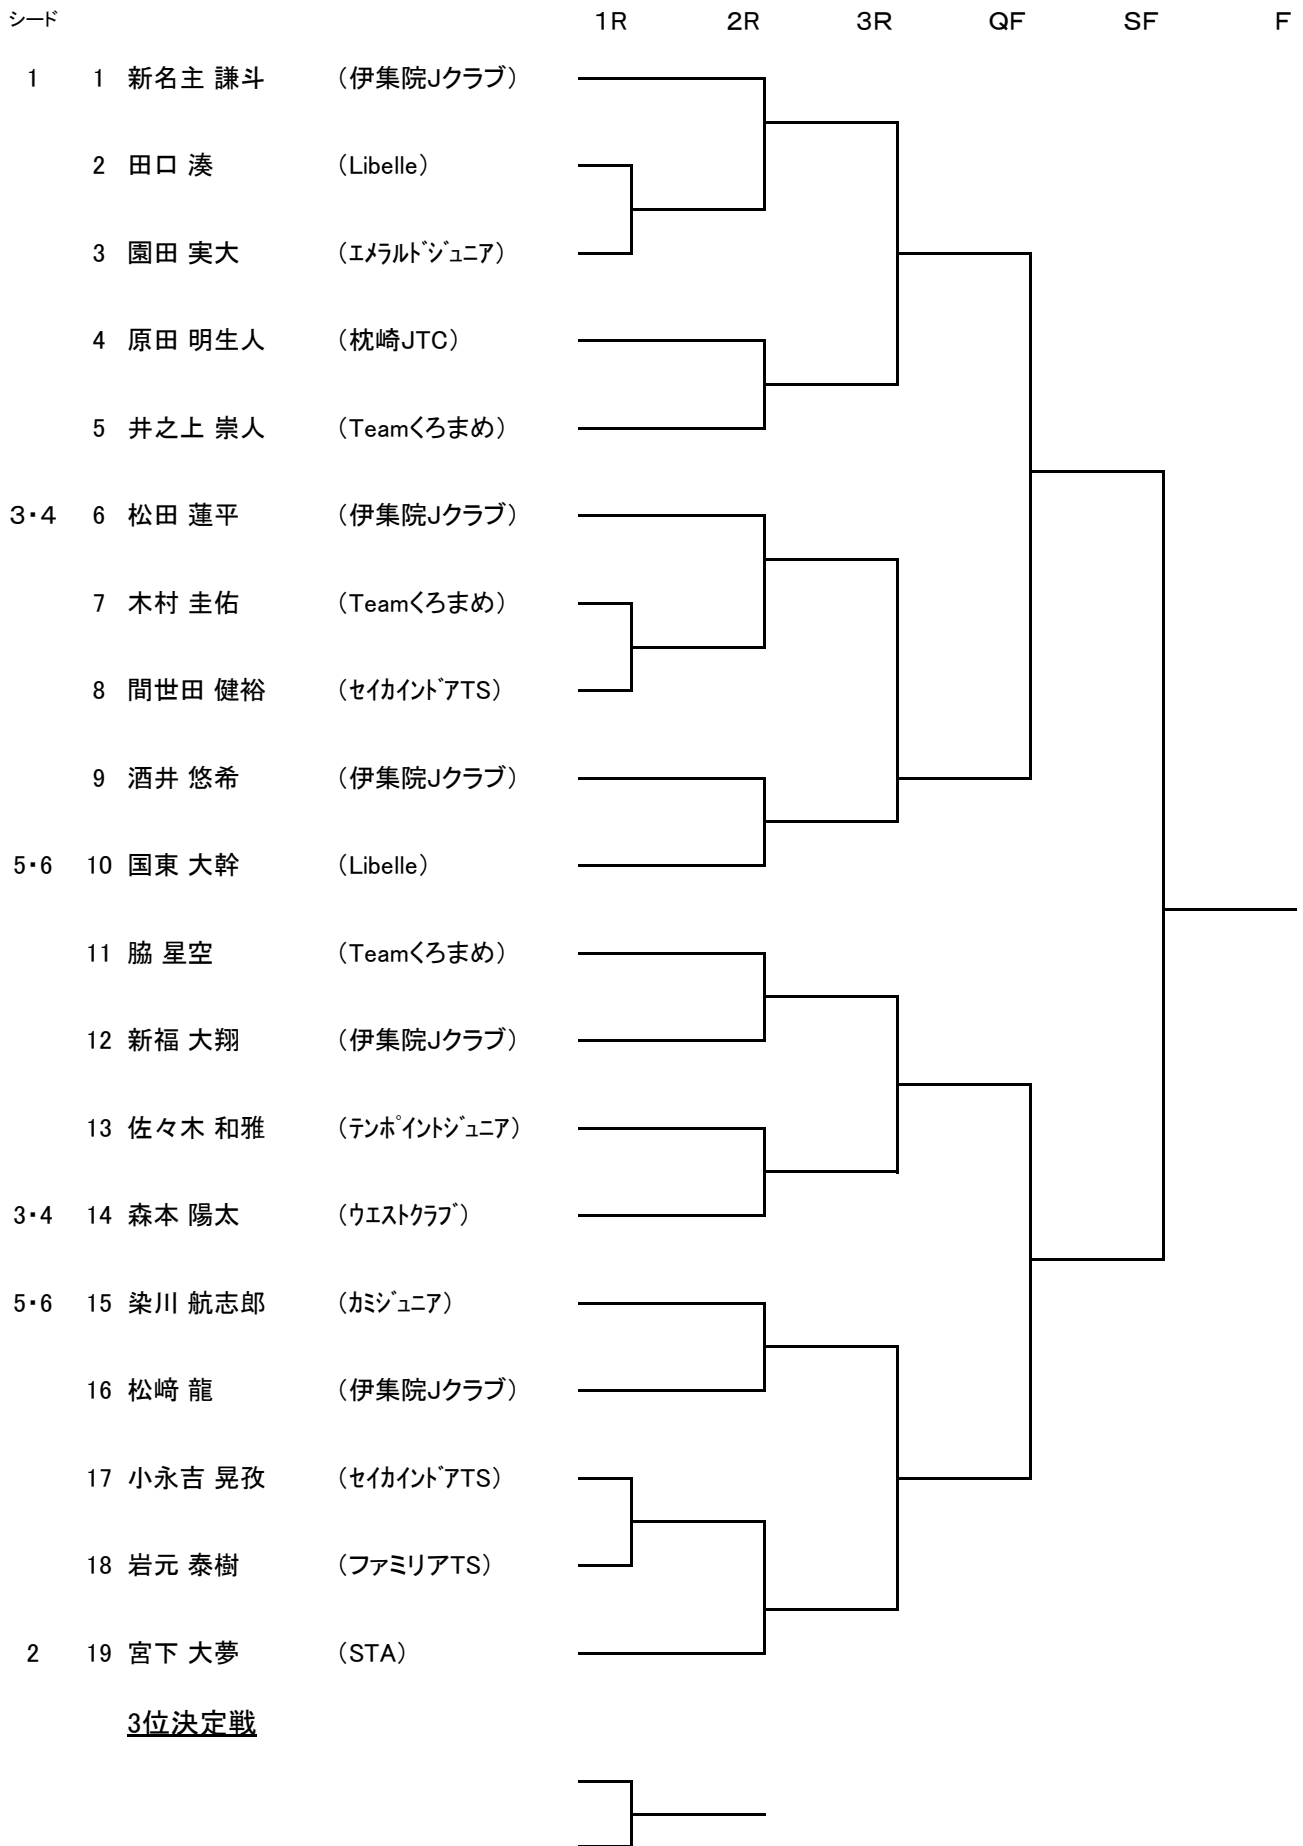 シード 1R 2R 3R QF SF F
1 1 新名主 謙斗 （伊集院Jクラブ）
2 田口 湊 （Libelle）
3 園田 実大 （ｴﾒﾗﾙﾄﾞｼﾞｭﾆｱ）
4 原田 明生人 （枕崎JTC）
5 井之上 崇人 （Teamくろまめ）
3・4 6 松田 蓮平 （伊集院Jクラブ）
7 木村 圭佑 （Teamくろまめ）
8 間世田 健裕 （ｾｲｶｲﾝﾄﾞｱTS）
9 酒井 悠希 （伊集院Jクラブ）
5・6 10 国東 大幹 （Libelle）
11 脇 星空 （Teamくろまめ）
12 新福 大翔 （伊集院Jクラブ）
13 佐々木 和雅 （ﾃﾝﾎﾟｲﾝﾄｼﾞｭﾆｱ）
3・4 14 森本 陽太 （ｳｴｽﾄｸﾗﾌﾞ）
5・6 15 染川 航志郎 （ｶﾐｼﾞｭﾆｱ）
16 松﨑 龍 （伊集院Jクラブ）
17 小永吉 晃孜 （ｾｲｶｲﾝﾄﾞｱTS）
18 岩元 泰樹 （ファミリアTS）
2 19 宮下 大夢 （STA）
3位決定戦